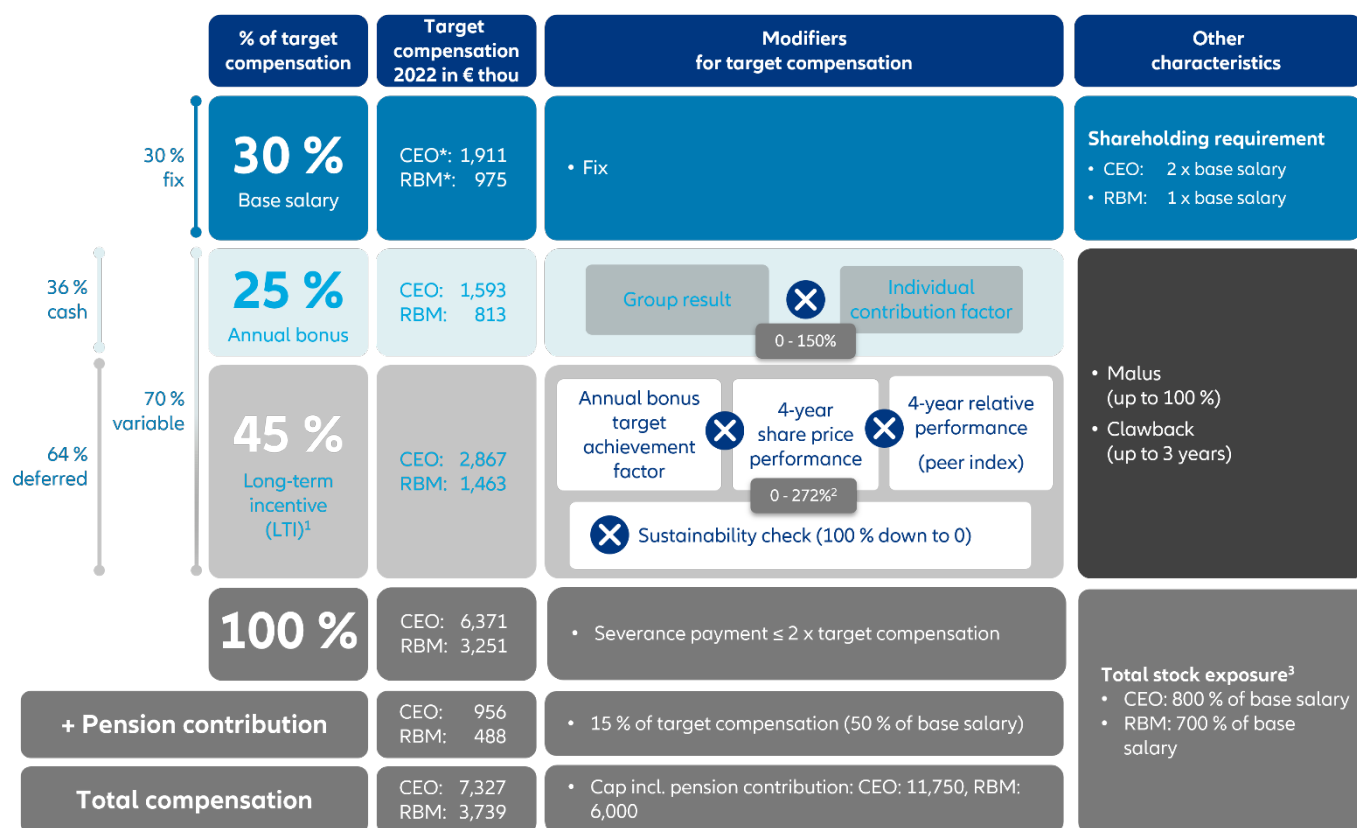 % of target
compensation
Target
compensation
2022 in € thou
Modifiers
for target compensation
Other
characteristics
30 %
fix
30 %
Base salary
CEO*: 1,911
RBM*: 975
• Fix
Shareholding requirement
• CEO: 2 x base salary
• RBM: 1 x base salary
36 %
cash
70 %
variable
64 %
deferred
25 %
Annual bonus
CEO: 1,593
RBM: 813
Group result
Individual
contribution factor
0 - 150%
45 %
Long-term
incentive
(LTI)¹
CEO: 2,867
RBM: 1,463
Annual bonus
target
achievement
factor
4-year
share price
performance
4-year relative
performance
(peer index)
0 - 272%²
Sustainability check (100 % down to 0)
• Malus
(up to 100 %)
• Clawback
(up to 3 years)
100 %
CEO: 6,371
RBM: 3,251
• Severance payment ≤ 2 x target compensation
Total stock exposure³
• CEO: 800 % of base salary
• RBM: 700 % of base
salary
+ Pension contribution
CEO: 956
RBM: 488
• 15 % of target compensation (50 % of base salary)
Total compensation
CEO: 7,327
RBM: 3,739
• Cap incl. pension contribution: CEO: 11,750, RBM:
6,000